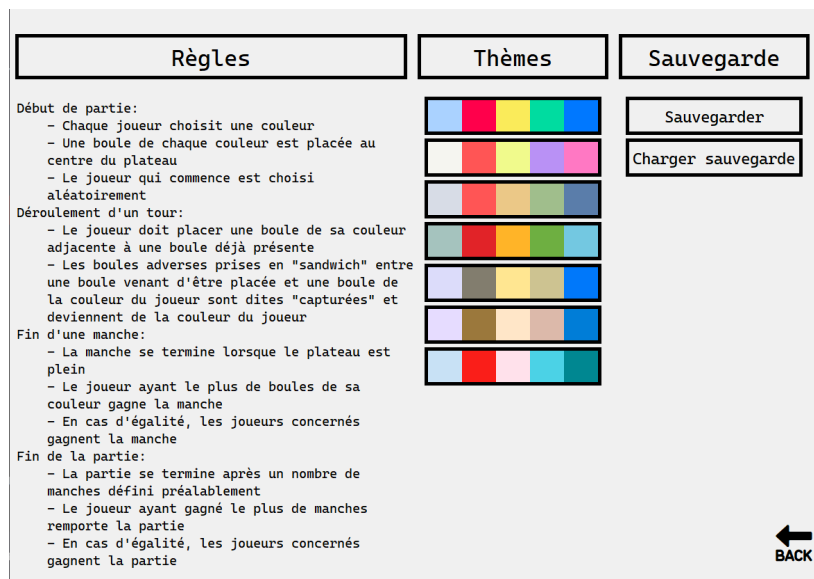 Règles
Début de partie:
– Chaque joueur choisit une couleur
– Une boule de chaque couleur est placée au
centre du plateau
– Le joueur qui commence est choisi
aléatoirement
Déroulement d'un tour:
– Le joueur doit placer une boule de sa couleur
adjacente à une boule déjà présente
– Les boules adverses prises en "sandwich" entre
une boule venant d'être placée et une boule de
la couleur du joueur sont dites "capturées" et
deviennent de la couleur du joueur
Fin d'une manche:
– La manche se termine lorsque le plateau est
plein
– Le joueur ayant le plus de boules de sa
couleur gagne la manche
– En cas d'égalité, les joueurs concernés
gagnent la manche
Fin de la partie:
– La partie se termine après un nombre de
manches défini préalablement
– Le joueur ayant gagné le plus de manches
remporte la partie
– En cas d'égalité, les joueurs concernés
gagnent la partie
Thèmes
Sauvegarde
Sauvegarder
Charger sauvegarde
BACK